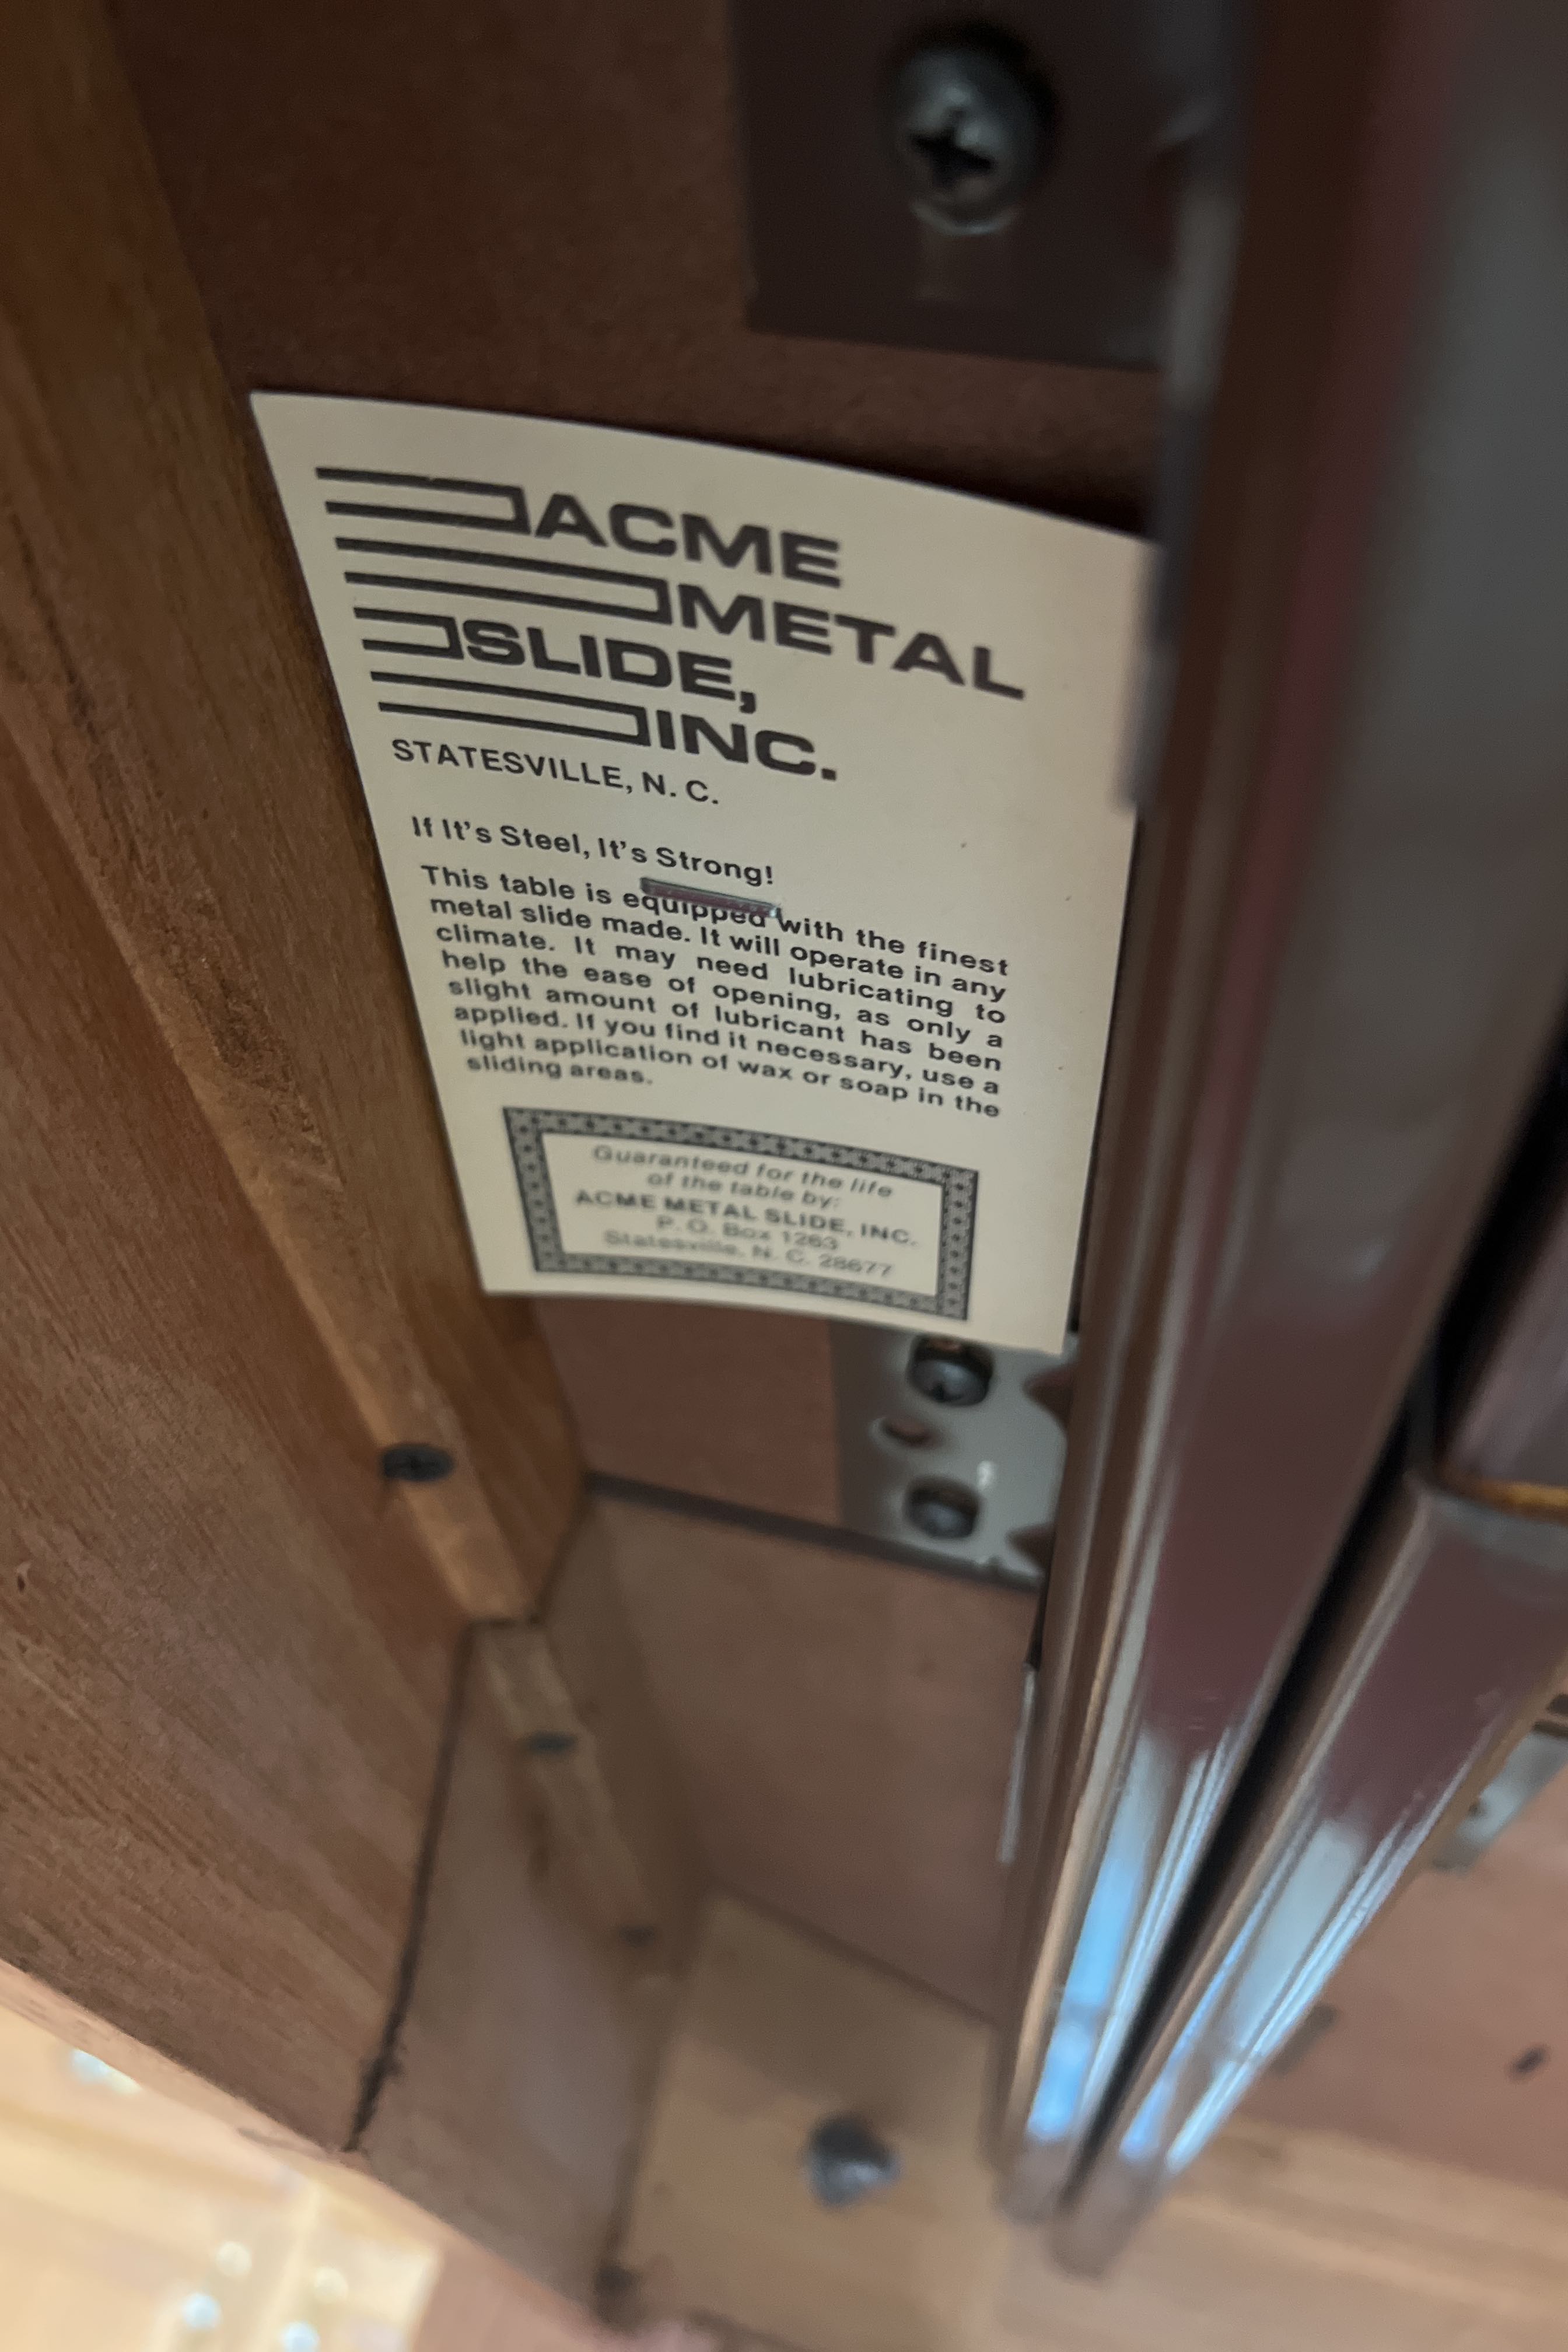 ACME
METAL
SLIDE,
INC.
STATESVILLE, N. C.
If It's Steel, It's Strong!
This table is equipped with the finest
metal slide made. It will operate in any
climate. It may need lubricating to
help the ease of opening, as only a
slight amount of lubricant has been
applied. If you find it necessary, use a
light application of wax or soap in the
sliding areas.
Guaranteed for the life
of the table by:
ACME METAL SLIDE, INC.
P. O. Box 1263
Statesville, N. C. 28677